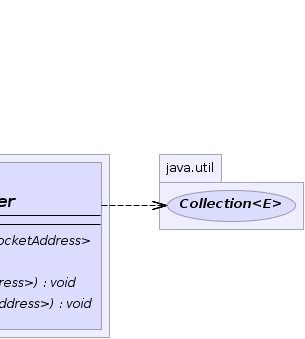 java.util
er
Collection<E>
ocketAddress>
ress>) : void
ddress>) : void